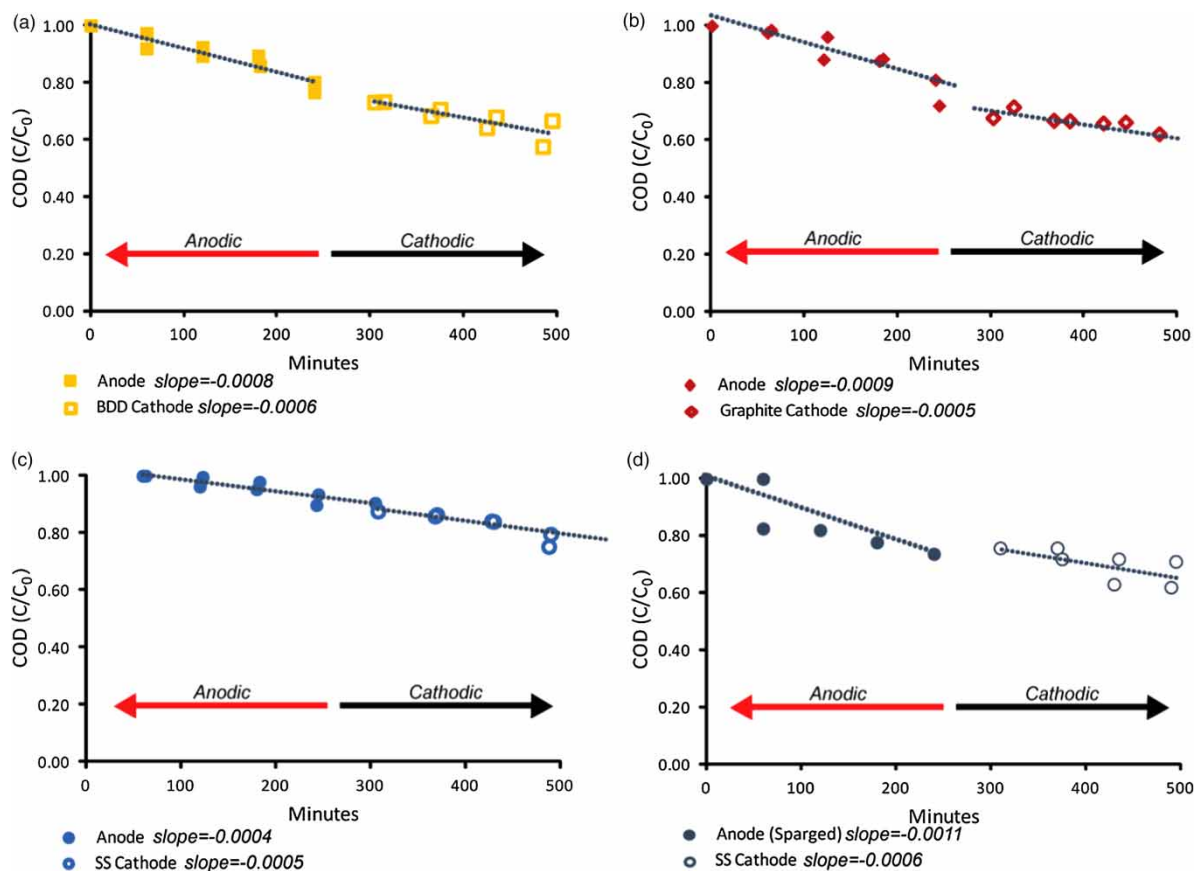 (a)
COD (C/C₀)
1.00
0.80
0.60
0.40
0.20
0.00
Anodic
Cathodic
0 100 200 300 400 500
Minutes
Anode slope=-0.0008
BDD Cathode slope=-0.0006
(b)
COD (C/C₀)
1.00
0.80
0.60
0.40
0.20
0.00
Anodic
Cathodic
0 100 200 300 400 500
Minutes
Anode slope=-0.0009
Graphite Cathode slope=-0.0005
(c)
COD (C/C₀)
1.00
0.80
0.60
0.40
0.20
0.00
Anodic
Cathodic
0 100 200 300 400 500
Minutes
Anode slope=-0.0004
SS Cathode slope=-0.0005
(d)
COD (C/C₀)
1.00
0.80
0.60
0.40
0.20
0.00
Anodic
Cathodic
0 100 200 300 400 500
Minutes
Anode (Sparged) slope=-0.0011
SS Cathode slope=-0.0006